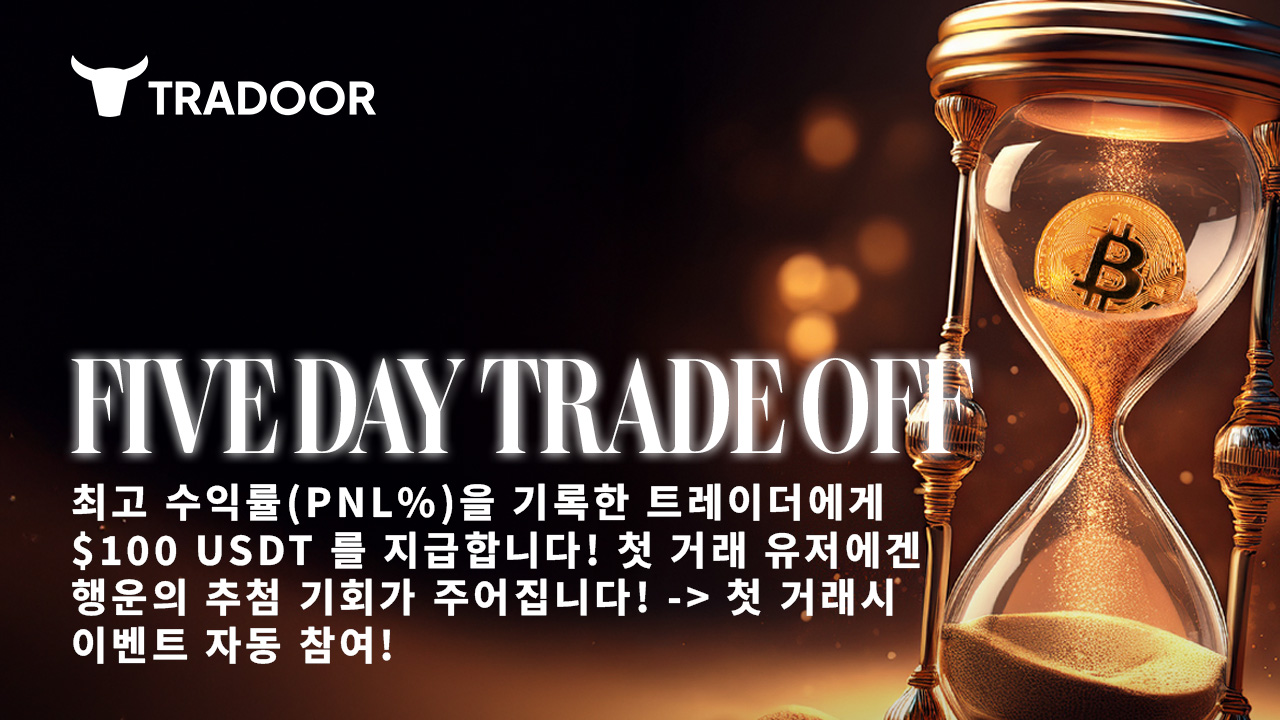 TRADOOR
FIVE DAY TRADE OFF
최고 수익률(PNL%)을 기록한 트레이더에게
$100 USDT 를 지급합니다! 첫 거래 유저에겐
행운의 추첨 기회가 주어집니다! -> 첫 거래시
이벤트 자동 참여!